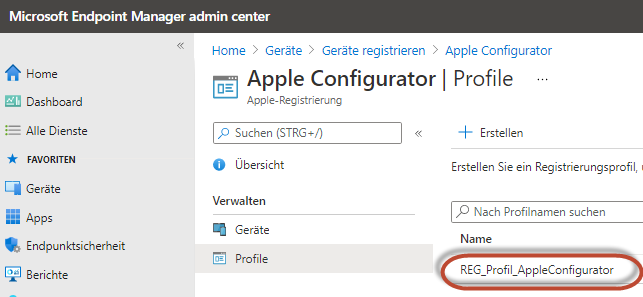 Microsoft Endpoint Manager admin center
Home > Geräte > Geräte registrieren > Apple Configurator
Apple Configurator | Profile ...
Apple-Registrierung
«
Home
Dashboard
Alle Dienste
FAVORITEN
Geräte
Apps
Endpunktsicherheit
Berichte
Suchen (STRG+/)
«
Übersicht
Verwalten
Geräte
Profile
+ Erstellen
Erstellen Sie ein Registrierungsprofil,
Nach Profilnamen suchen
Name
REG_Profil_AppleConfigurator